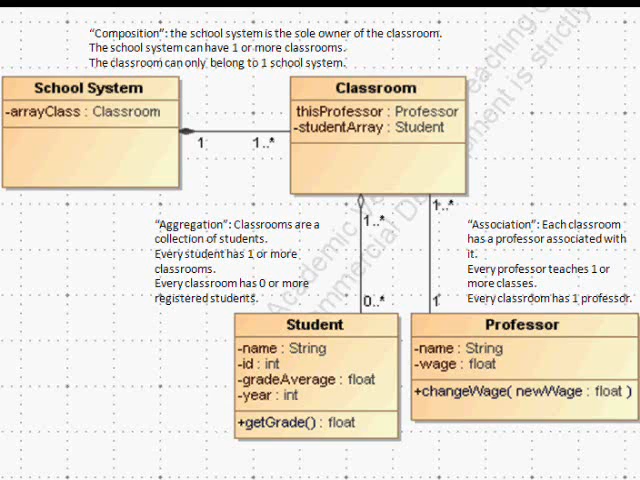 "Composition": the school system is the sole owner of the classroom.
The school system can have 1 or more classrooms.
The classroom can only belong to 1 school system.
School System
-arrayClass : Classroom
1
1..*
Classroom
thisProfessor : Professor
-studentArray : Student
"Aggregation": Classrooms are a
collection of students.
Every student has 1 or more
classrooms.
Every classroom has 0 or more
registered students.
1..*
0..*
1..*
1
"Association": Each classroom
has a professor associated with
it.
Every professor teaches 1 or
more classes.
Every classroom has 1 professor.
Student
-name : String
-id : int
-gradeAverage : float
-year : int
+getGrade() : float
Professor
-name : String
-wage : float
+changeWage( newWage : float )
Academic
eaching
ment is strictly